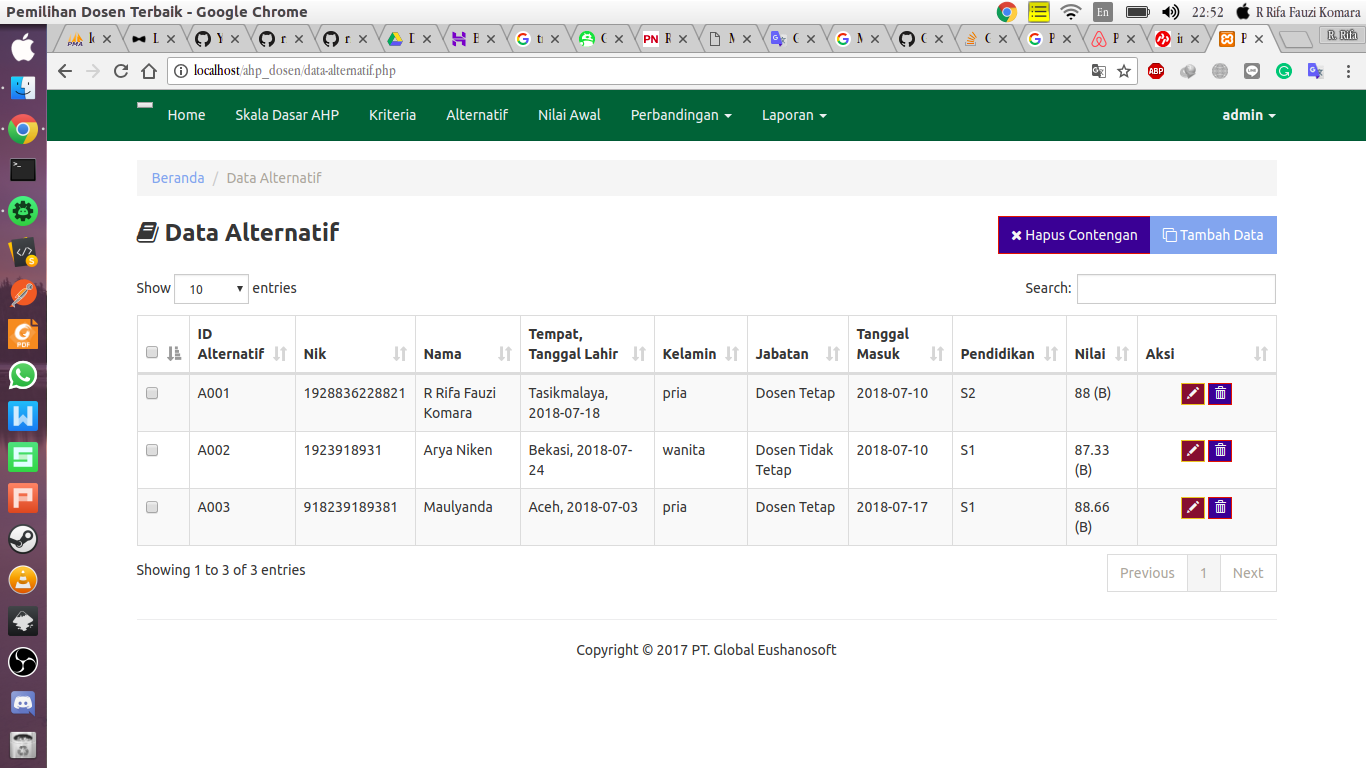 Pemilihan Dosen Terbaik - Google Chrome
En
22:52
R Rifa Fauzi Komara
R. Rifa
localhost/ahp_dosen/data-alternatif.php
ABP
Home
Skala Dasar AHP
Kriteria
Alternatif
Nilai Awal
Perbandingan
Laporan
admin
Beranda / Data Alternatif
Data Alternatif
Hapus Contengan
Tambah Data
Show 10 entries
Search:
ID Alternatif
Nik
Nama
Tempat, Tanggal Lahir
Kelamin
Jabatan
Tanggal Masuk
Pendidikan
Nilai
Aksi
A001
1928836228821
R Rifa Fauzi Komara
Tasikmalaya, 2018-07-18
pria
Dosen Tetap
2018-07-10
S2
88 (B)
A002
1923918931
Arya Niken
Bekasi, 2018-07-24
wanita
Dosen Tidak Tetap
2018-07-10
S1
87.33 (B)
A003
918239189381
Maulyanda
Aceh, 2018-07-03
pria
Dosen Tetap
2018-07-17
S1
88.66 (B)
Showing 1 to 3 of 3 entries
Previous
1
Next
Copyright © 2017 PT. Global Eushanosoft